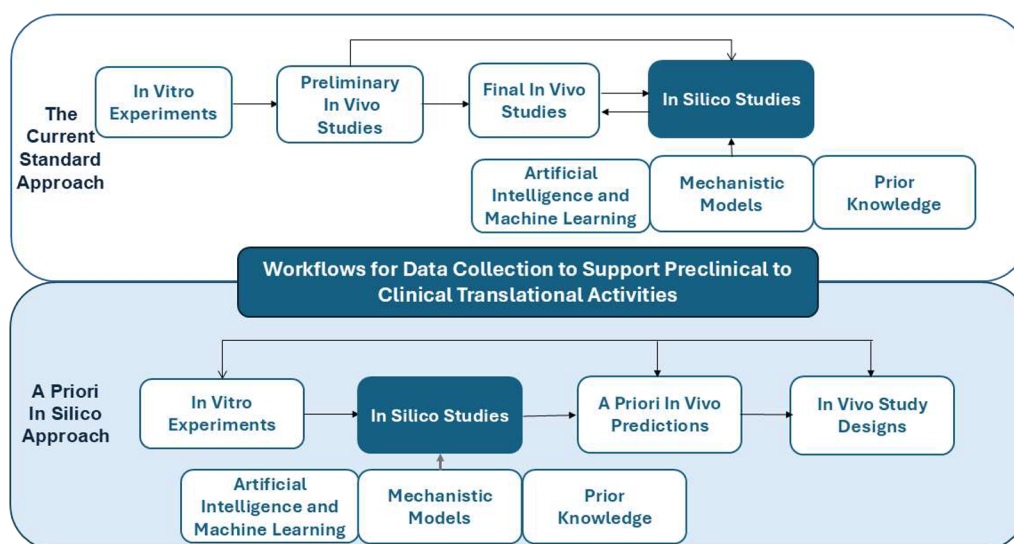 The
Current
Standard
Approach
In Vitro
Experiments
Preliminary
In Vivo
Studies
Final In Vivo
Studies
In Silico Studies
Artificial
Intelligence and
Machine Learning
Mechanistic
Models
Prior
Knowledge
Workflows for Data Collection to Support Preclinical to
Clinical Translational Activities
A Priori
In Silico
Approach
In Vitro
Experiments
In Silico Studies
A Priori In Vivo
Predictions
In Vivo Study
Designs
Artificial
Intelligence and
Machine Learning
Mechanistic
Models
Prior
Knowledge